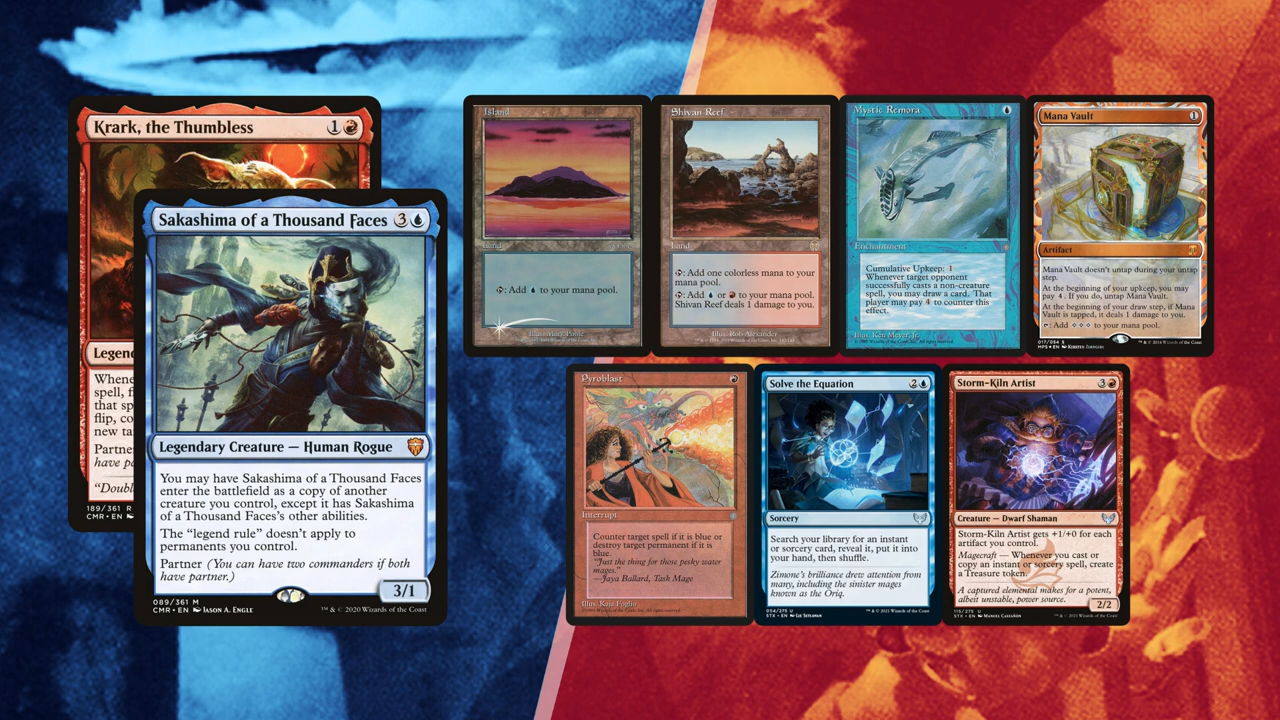 Krark, the Thumbless 1
Legend
Whene
spell, fl
that sp
flip, co
new ta
Partner
have pa
"Doubl
189/361 R
CMR • EN
Sakashima of a Thousand Faces 3
Legendary Creature — Human Rogue
You may have Sakashima of a Thousand Faces
enter the battlefield as a copy of another
creature you control, except it has Sakashima
of a Thousand Faces's other abilities.
The "legend rule" doesn't apply to
permanents you control.
Partner (You can have two commanders if both
have partner.)
3/1
089/361 M
CMR • EN Jason A. Engle
™ & © 2020 Wizards of the Coast
Island
Land
: Add to your mana pool.
Shivan Reef
Land
: Add one colorless mana to your
mana pool.
: Add or to your mana pool.
Shivan Reef deals 1 damage to you.
Illus. Rob Alexander
Mystic Remora
Enchantment
Cumulative Upkeep: 1
Whenever target opponent
successfully casts a non-creature
spell, you may draw a card. That
player may pay 4 to counter this
effect.
Illus. Ken Meyer, Jr.
Mana Vault 1
Artifact
Mana Vault doesn't untap during your untap
step.
At the beginning of your upkeep, you may
pay 4. If you do, untap Mana Vault.
At the beginning of your draw step, if Mana
Vault is tapped, it deals 1 damage to you.
: Add to your mana pool.
Pyroblast
Interrupt
Counter target spell if it is blue or
destroy target permanent if it is
blue.
"Just the thing for those pesky water
mages."
—Jaya Ballard, Task Mage
Illus. Kaja Foglio
Solve the Equation 2
Sorcery
Search your library for an instant
or sorcery card, reveal it, put it into
your hand, then shuffle.
Zimone's brilliance drew attention from
many, including the sinister mages
known as the Oriq.
054/275 U
STX • EN
Storm-Kiln Artist 3
Creature — Dwarf Shaman
Storm-Kiln Artist gets +1/+0 for each
artifact you control.
Magecraft — Whenever you cast or
copy an instant or sorcery spell, create
a Treasure token.
A captured elemental makes for a potent,
albeit unstable, power source.
2/2
115/275 U
STX • EN